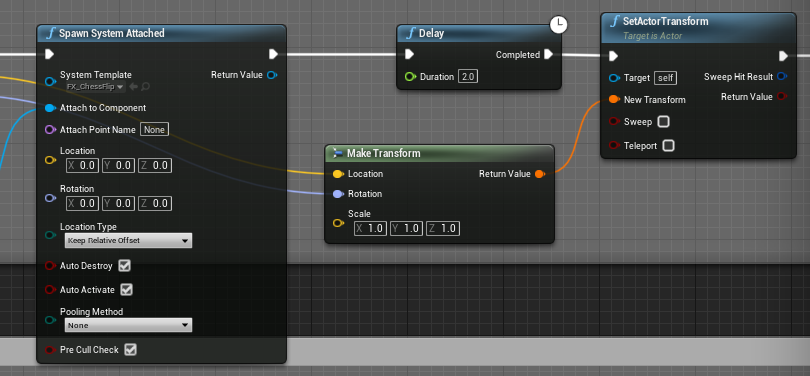 Spawn System Attached
System Template
FX_ChessFlip
Return Value
Attach to Component
Attach Point Name None
Location
X 0.0 Y 0.0 Z 0.0
Rotation
X 0.0 Y 0.0 Z 0.0
Location Type
Keep Relative Offset
Auto Destroy
Auto Activate
Pooling Method
None
Pre Cull Check
Delay
Completed
Duration 2.0
Make Transform
Location
Return Value
Rotation
Scale
X 1.0 Y 1.0 Z 1.0
SetActorTransform
Target is Actor
Target self
Sweep Hit Result
New Transform
Return Value
Sweep
Teleport